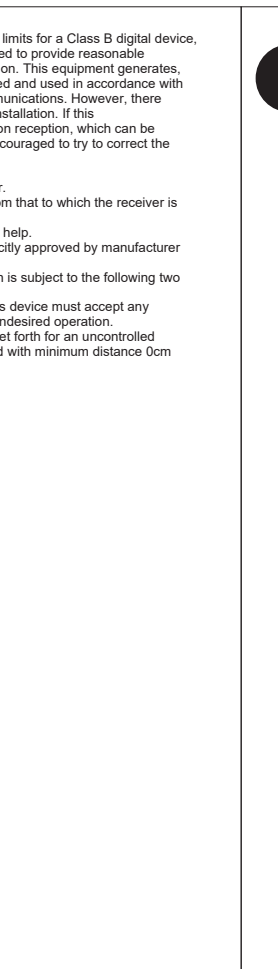 limits for a Class B digital device,
ed to provide reasonable
on. This equipment generates,
ed and used in accordance with
munications. However, there
stallation. If this
on reception, which can be
couraged to try to correct the
r.
om that to which the receiver is
help.
citly approved by manufacturer
n is subject to the following two
s device must accept any
ndesired operation.
et forth for an uncontrolled
d with minimum distance 0cm